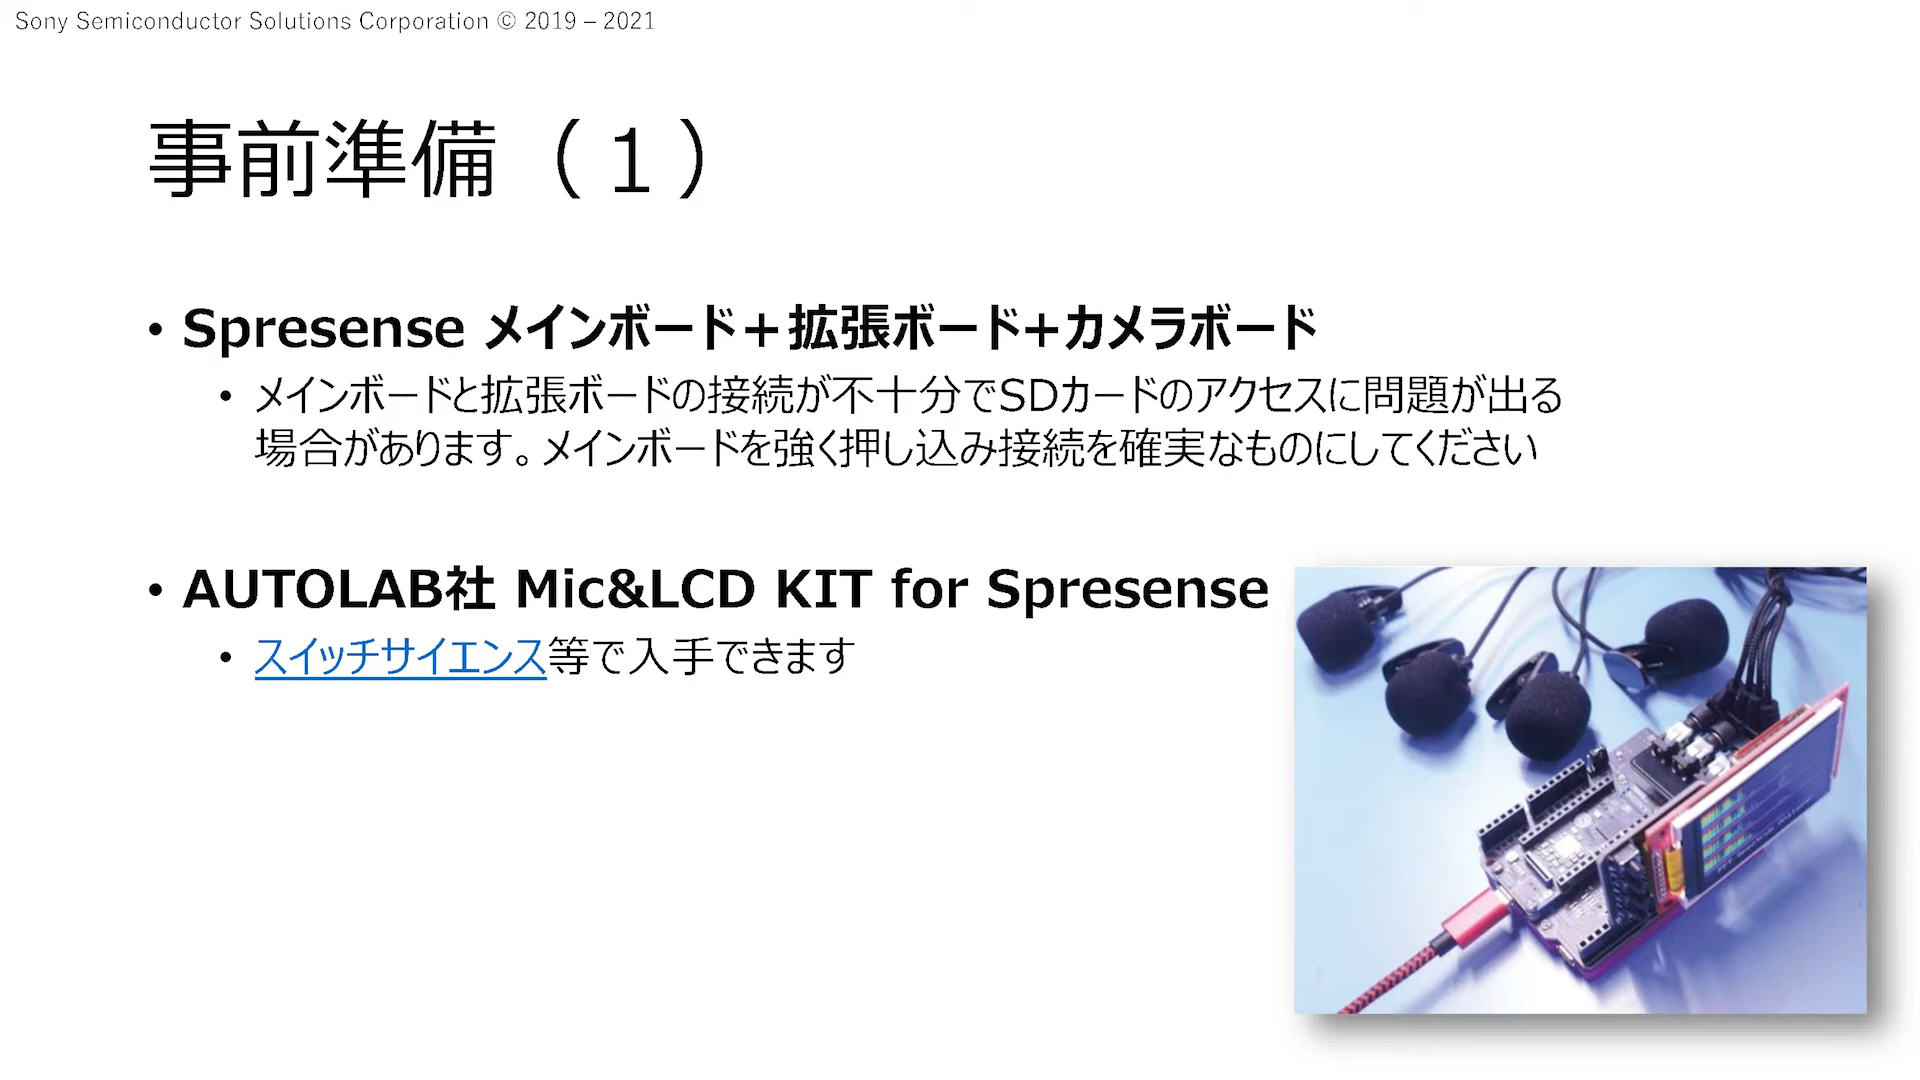 Sony Semiconductor Solutions Corporation © 2019 – 2021
事前準備（１）
• Spresense メインボード＋拡張ボード+カメラボード
• メインボードと拡張ボードの接続が不十分でSDカードのアクセスに問題が出る
場合があります。メインボードを強く押し込み接続を確実なものにしてください
• AUTOLAB社 Mic&LCD KIT for Spresense
• スイッチサイエンス等で入手できます